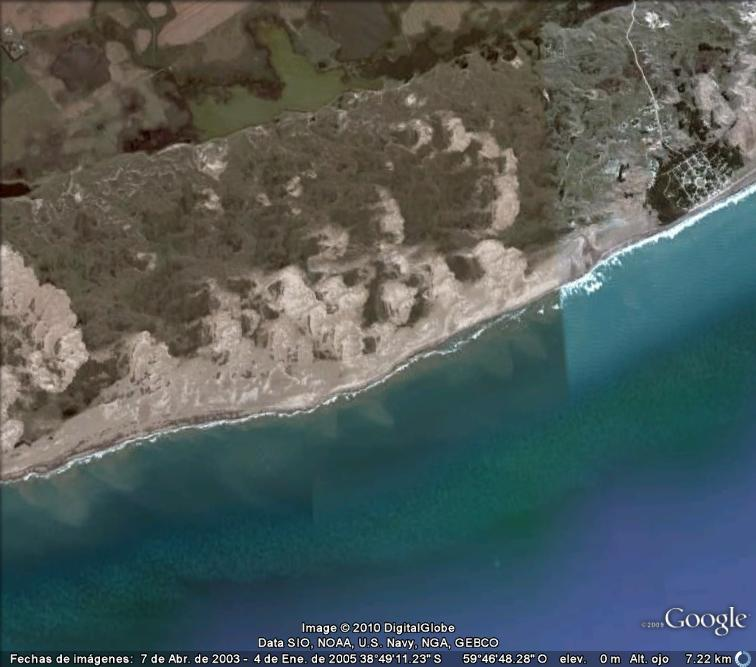 Image © 2010 DigitalGlobe
Data SIO, NOAA, U.S. Navy, NGA, GEBCO
©2009 Google
Fechas de imágenes: 7 de Abr. de 2003 - 4 de Ene. de 2005 38°49'11.23" S 59°46'48.28" O elev. 0 m Alt. ojo 7.22 km